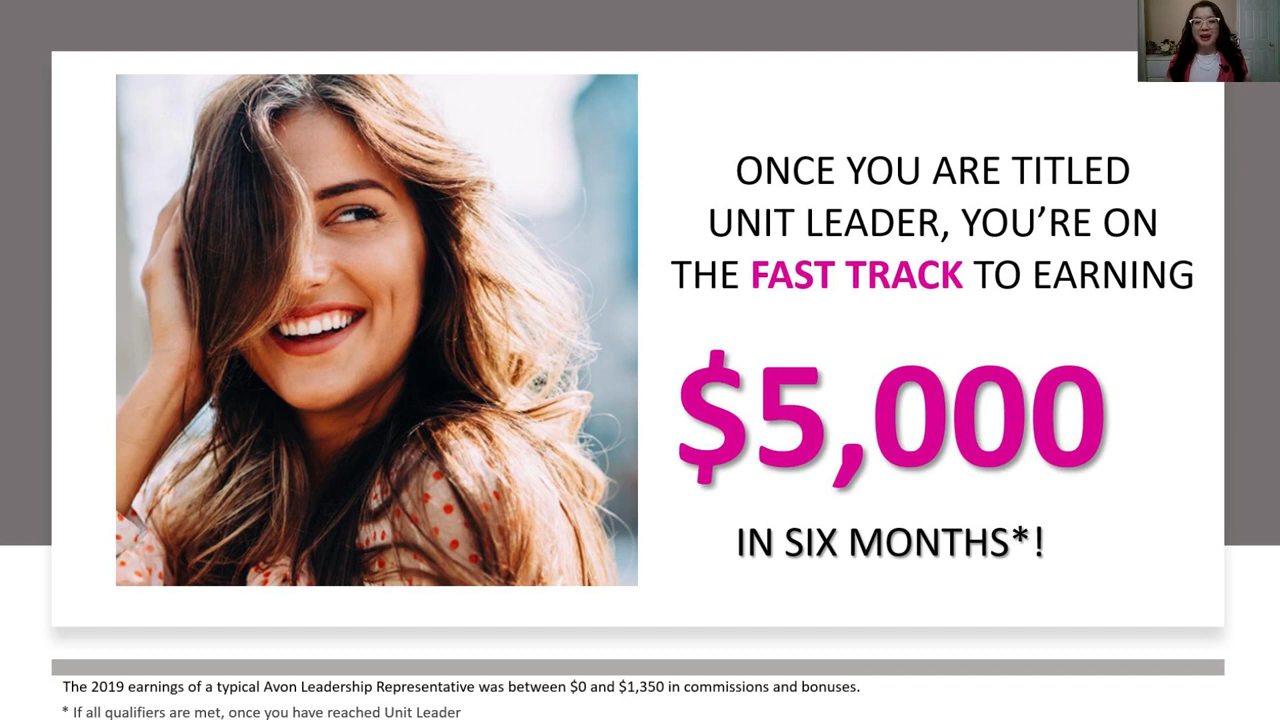 ONCE YOU ARE TITLED
UNIT LEADER, YOU’RE ON
THE FAST TRACK TO EARNING
$5,000
IN SIX MONTHS*!
The 2019 earnings of a typical Avon Leadership Representative was between $0 and $1,350 in commissions and bonuses.
* If all qualifiers are met, once you have reached Unit Leader